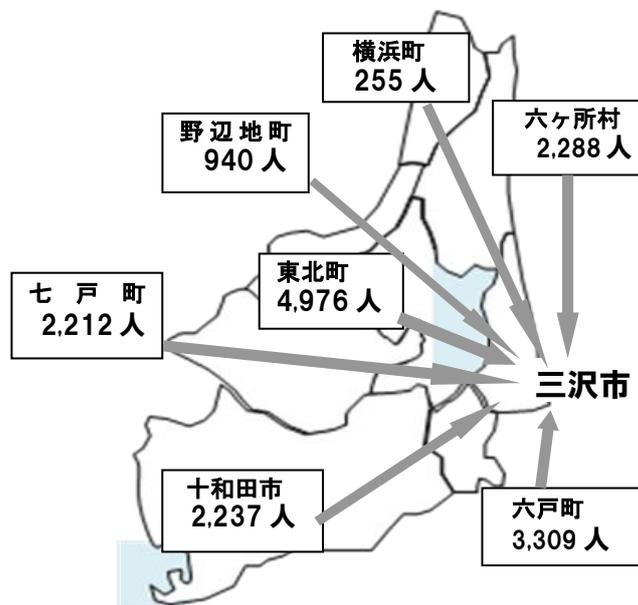 横浜町
255 人
六ヶ所村
2,288 人
野辺地町
940 人
東北町
4,976 人
七戸町
2,212 人
三沢市
十和田市
2,237 人
六戸町
3,309 人